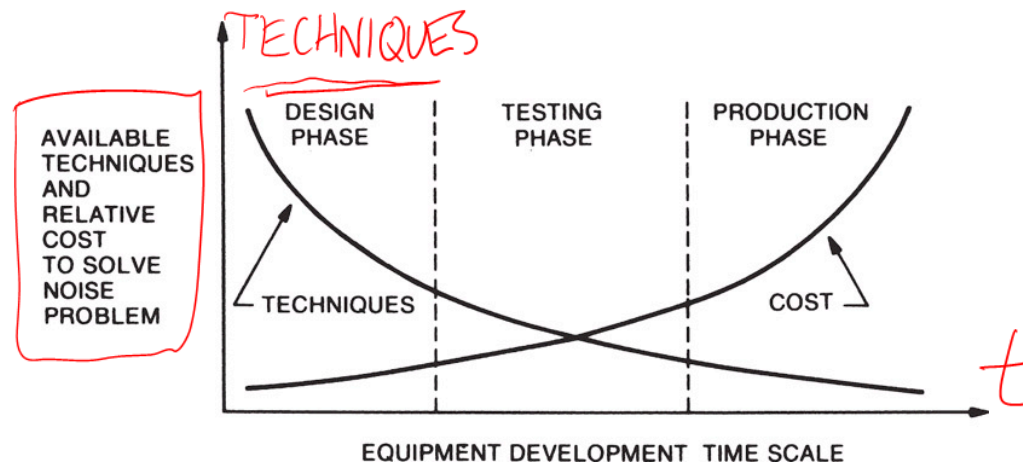 TECHNIQUES
DESIGN PHASE
TESTING PHASE
PRODUCTION PHASE
AVAILABLE
TECHNIQUES
AND
RELATIVE
COST
TO SOLVE
NOISE
PROBLEM
TECHNIQUES
COST
t
EQUIPMENT DEVELOPMENT TIME SCALE